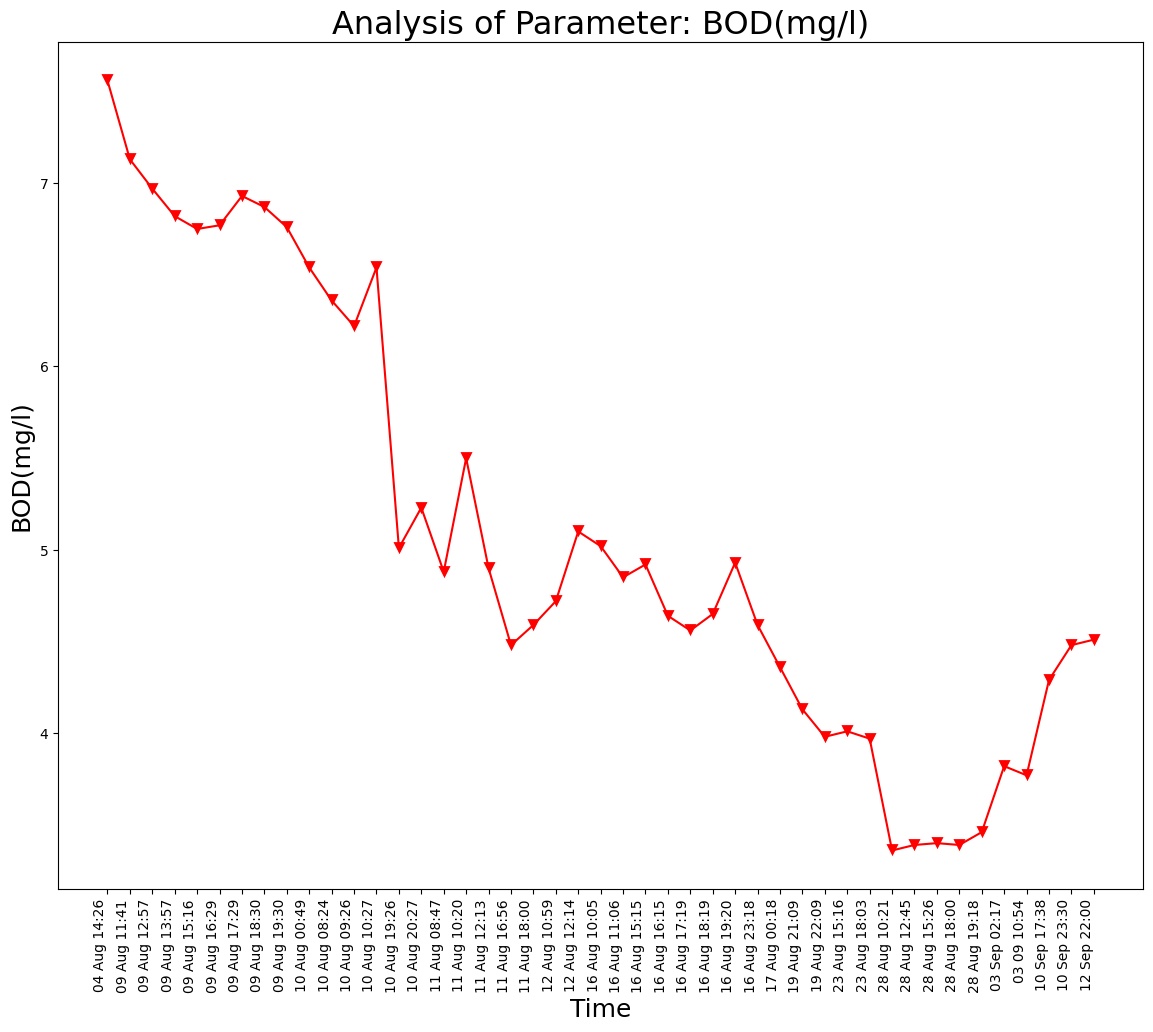 Analysis of Parameter: BOD(mg/l)
BOD(mg/l)
7
6
5
4
04 Aug 14:26
09 Aug 11:41
09 Aug 12:57
09 Aug 13:57
09 Aug 15:16
09 Aug 16:29
09 Aug 17:29
09 Aug 18:30
09 Aug 19:30
10 Aug 00:49
10 Aug 08:24
10 Aug 09:26
10 Aug 10:27
10 Aug 19:26
10 Aug 20:27
11 Aug 08:47
11 Aug 10:20
11 Aug 12:13
11 Aug 16:56
11 Aug 18:00
12 Aug 10:59
12 Aug 12:14
16 Aug 10:05
16 Aug 11:06
16 Aug 15:15
16 Aug 16:15
16 Aug 17:19
16 Aug 18:19
16 Aug 19:20
16 Aug 23:18
17 Aug 00:18
19 Aug 21:09
19 Aug 22:09
23 Aug 15:16
23 Aug 18:03
28 Aug 10:21
28 Aug 12:45
28 Aug 15:26
28 Aug 18:00
28 Aug 19:18
03 Sep 02:17
03 09 10:54
10 Sep 17:38
10 Sep 23:30
12 Sep 22:00
Time